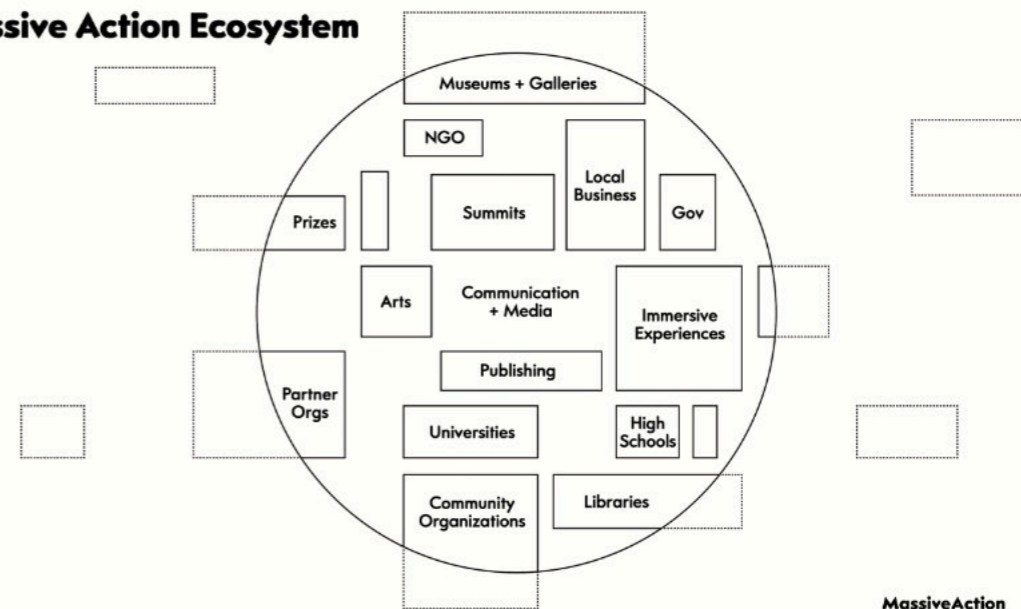 ssive Action Ecosystem
Museums + Galleries
NGO
Local
Business
Prizes
Summits
Gov
Arts
Communication
+ Media
Immersive
Experiences
Publishing
Partner
Orgs
Universities
High
Schools
Community
Organizations
Libraries
MassiveAction